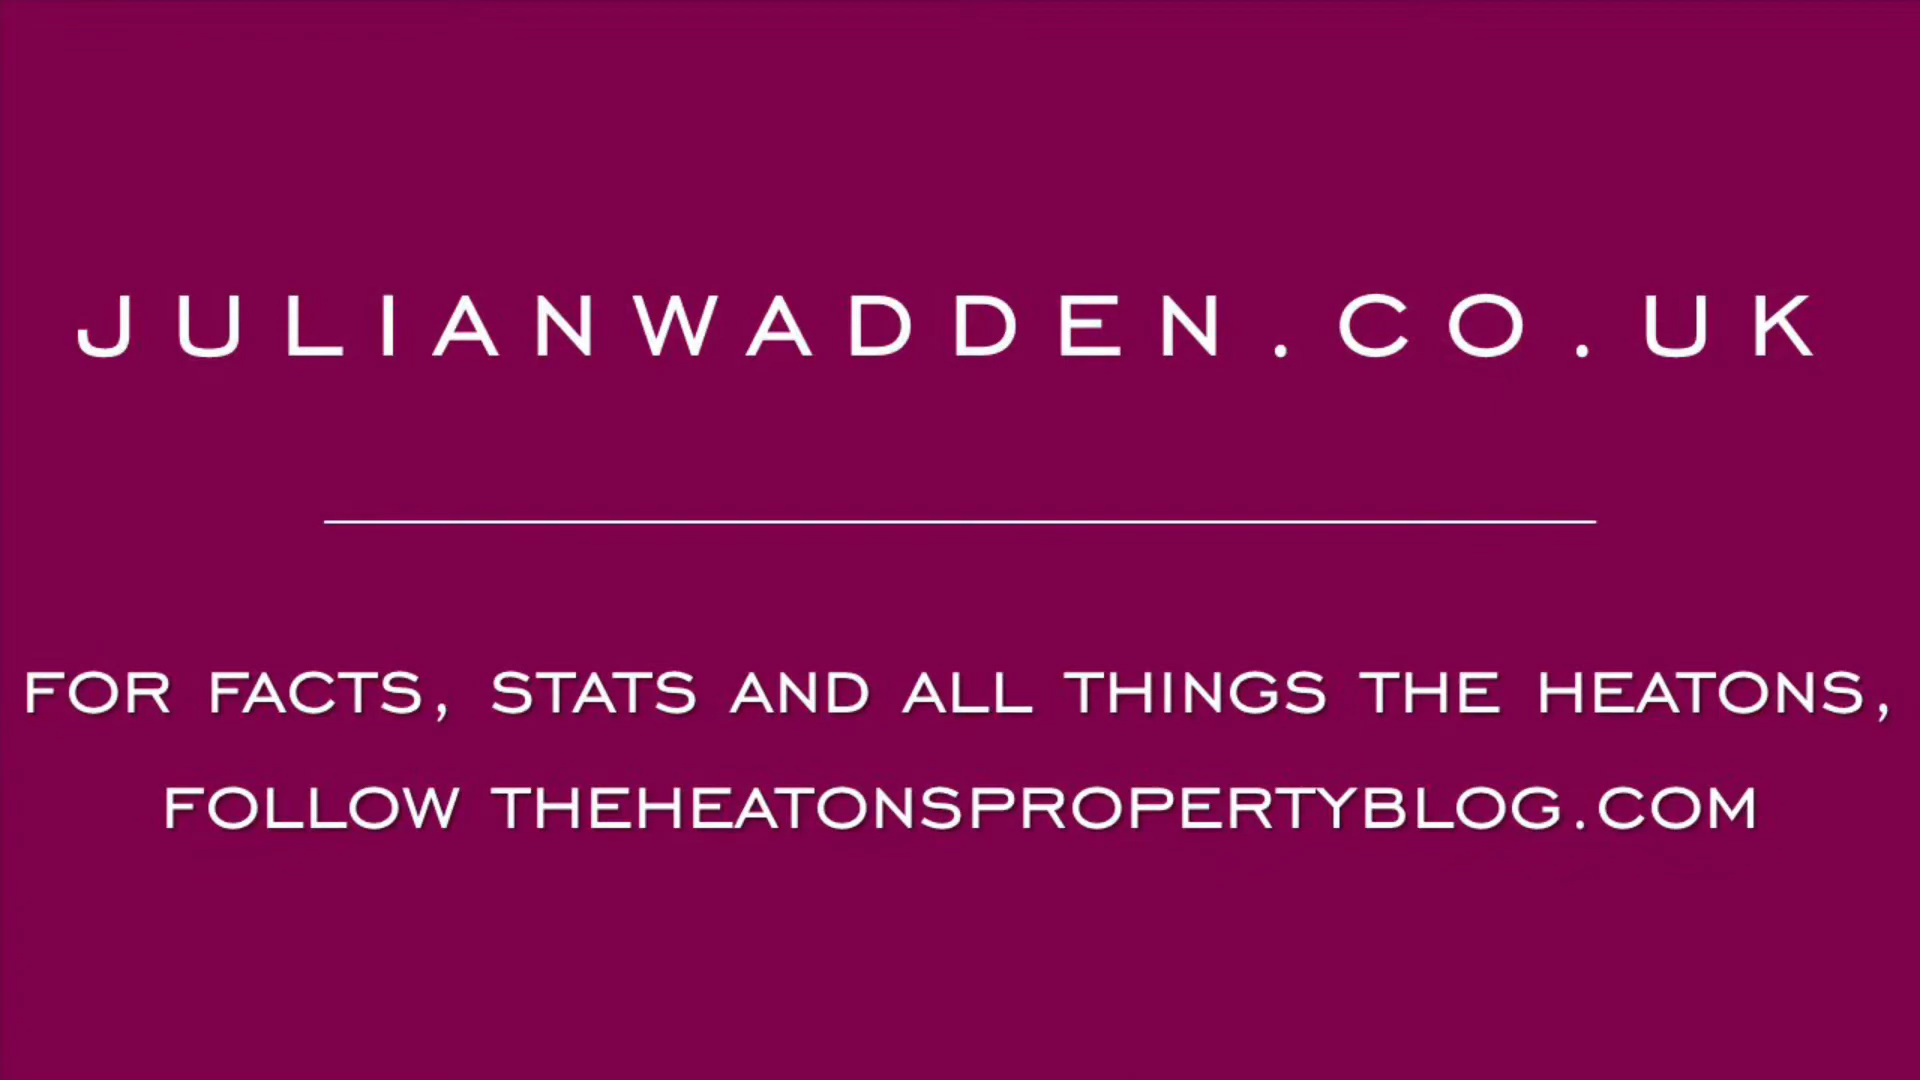 JULIANWADDEN.CO.UK
FOR FACTS, STATS AND ALL THINGS THE HEATONS,
FOLLOW THEHEATONSPROPERTYBLOG.COM